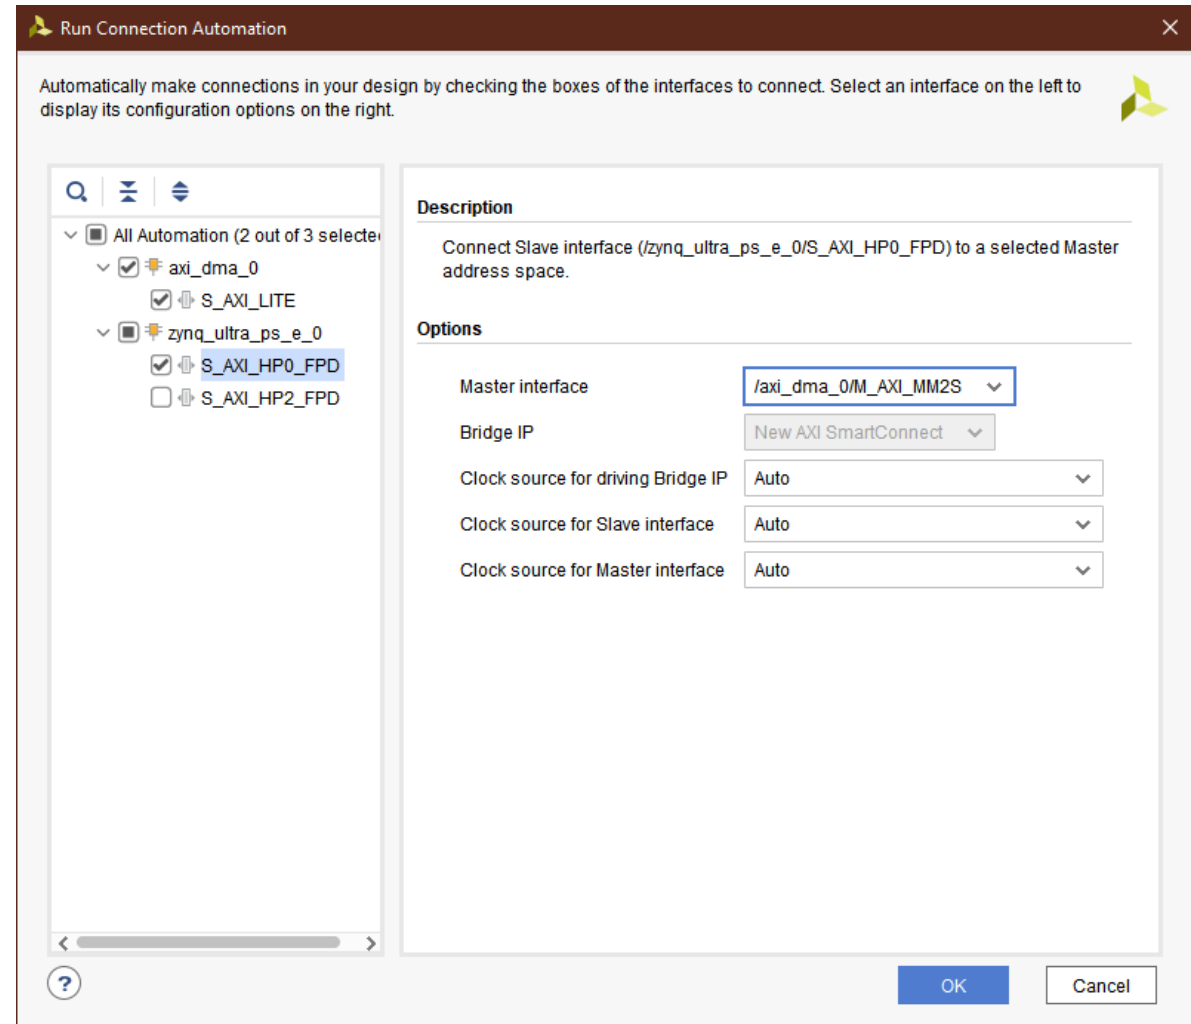 Run Connection Automation
Automatically make connections in your design by checking the boxes of the interfaces to connect. Select an interface on the left to
display its configuration options on the right.
All Automation (2 out of 3 selected
axi_dma_0
S_AXI_LITE
zynq_ultra_ps_e_0
S_AXI_HP0_FPD
S_AXI_HP2_FPD
Description
Connect Slave interface (/zynq_ultra_ps_e_0/S_AXI_HP0_FPD) to a selected Master
address space.
Options
Master interface /axi_dma_0/M_AXI_MM2S
Bridge IP New AXI SmartConnect
Clock source for driving Bridge IP Auto
Clock source for Slave interface Auto
Clock source for Master interface Auto
?
OK
Cancel